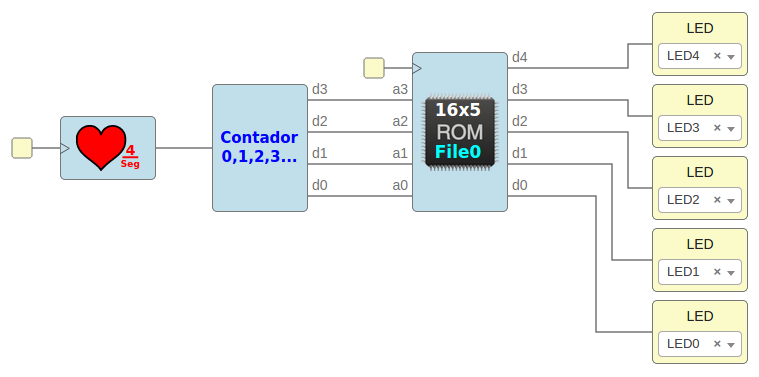 4
Seg
Contador
0,1,2,3...
d3
d2
d1
d0
a3
a2
a1
a0
16x5
ROM
File0
d4
d3
d2
d1
d0
LED
LED4 ×
LED
LED3 ×
LED
LED2 ×
LED
LED1 ×
LED
LED0 ×